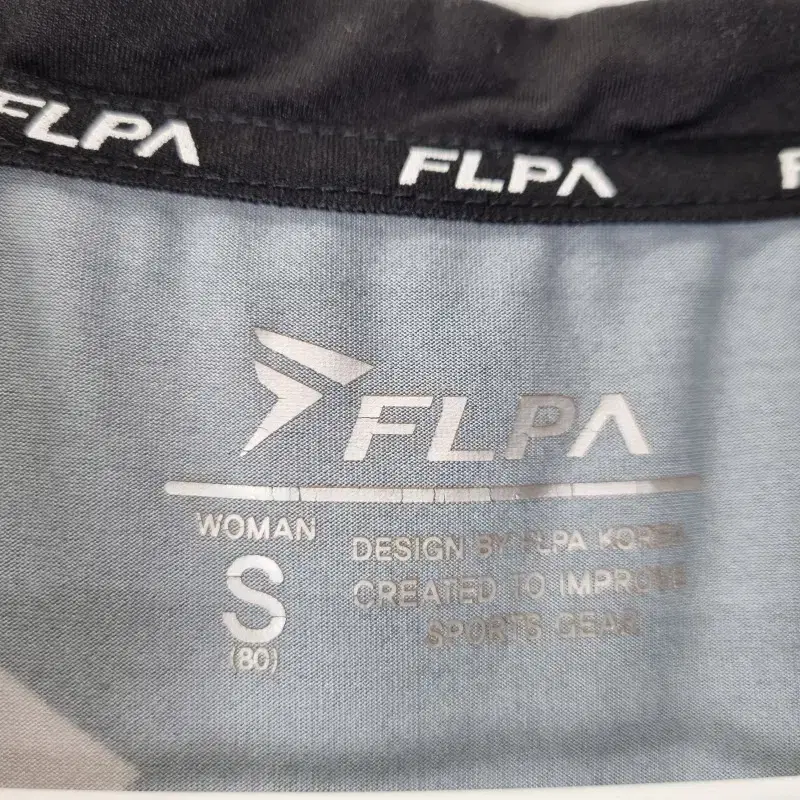 FLPA FLPA F
FLPA
WOMAN
S
(80)
DESIGN BY FLPA KOREA
CREATED TO IMPROVE
SPORTS GEAR